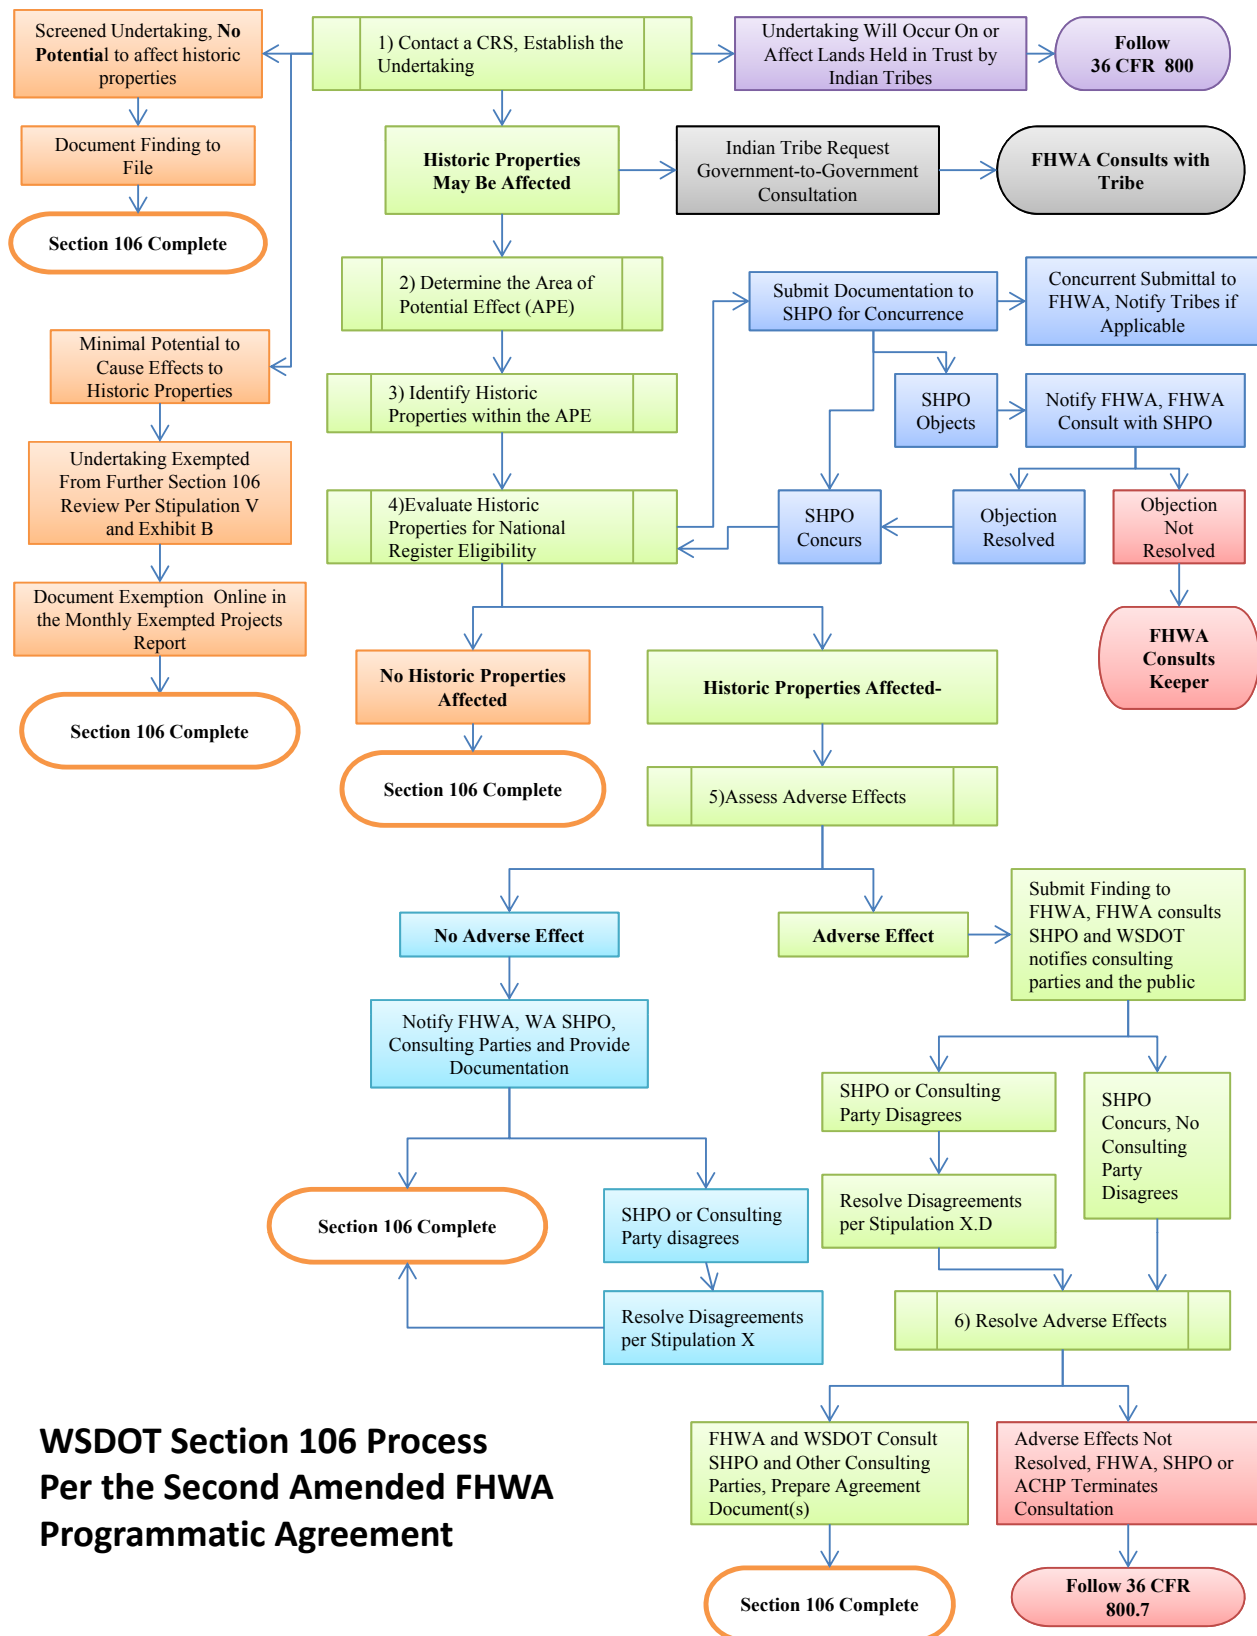 Screened Undertaking, No
Potential to affect historic
properties
1) Contact a CRS, Establish the
Undertaking
Undertaking Will Occur On or
Affect Lands Held in Trust by
Indian Tribes
Follow
36 CFR 800
Document Finding to
File
Historic Properties
May Be Affected
Indian Tribe Request
Government-to-Government
Consultation
FHWA Consults with
Tribe
Section 106 Complete
2) Determine the Area of
Potential Effect (APE)
Submit Documentation to
SHPO for Concurrence
Concurrent Submittal to
FHWA, Notify Tribes if
Applicable
Minimal Potential to
Cause Effects to
Historic Properties
3) Identify Historic
Properties within the APE
SHPO
Objects
Notify FHWA, FHWA
Consult with SHPO
Undertaking Exempted
From Further Section 106
Review Per Stipulation V
and Exhibit B
4)Evaluate Historic
Properties for National
Register Eligibility
SHPO
Concurs
Objection
Resolved
Objection
Not
Resolved
Document Exemption  Online in
the Monthly Exempted Projects
Report
No Historic Properties
Affected
Historic Properties Affected-
FHWA
Consults
Keeper
Section 106 Complete
Section 106 Complete
5)Assess Adverse Effects
No Adverse Effect
Adverse Effect
Submit Finding to
FHWA, FHWA consults
SHPO and WSDOT
notifies consulting
parties and the public
Notify FHWA, WA SHPO,
Consulting Parties and Provide
Documentation
SHPO or Consulting
Party Disagrees
SHPO
Concurs, No
Consulting
Party
Disagrees
Section 106 Complete
SHPO or Consulting
Party disagrees
Resolve Disagreements
per Stipulation X.D
Resolve Disagreements
per Stipulation X
6) Resolve Adverse Effects
WSDOT Section 106 Process
Per the Second Amended FHWA
Programmatic Agreement
FHWA and WSDOT Consult
SHPO and Other Consulting
Parties, Prepare Agreement
Document(s)
Adverse Effects Not
Resolved, FHWA, SHPO or
ACHP Terminates
Consultation
Section 106 Complete
Follow 36 CFR
800.7